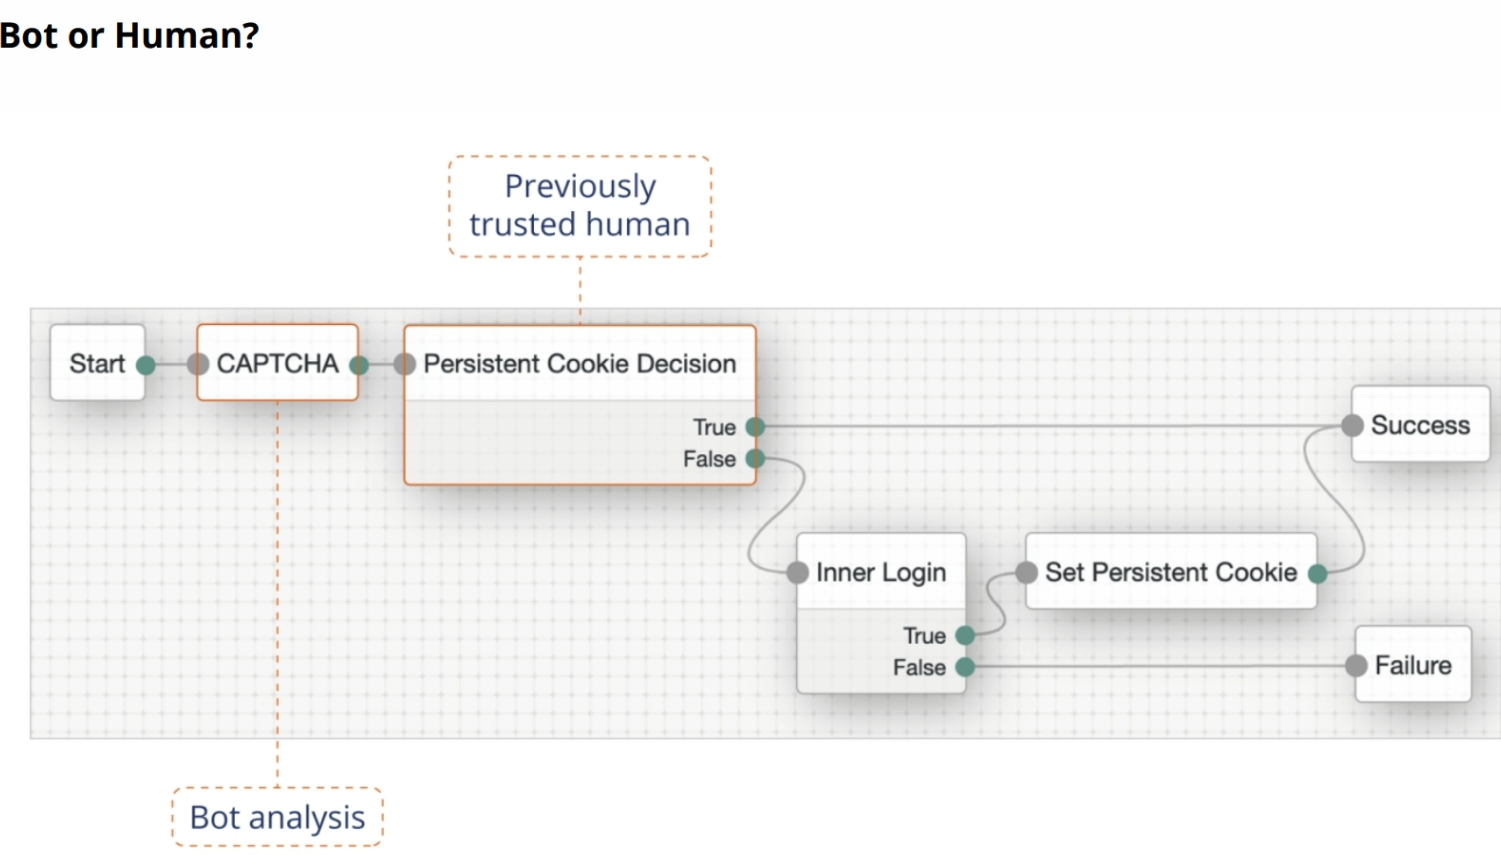 Bot or Human?
Previously
trusted human
Start
CAPTCHA
Persistent Cookie Decision
True
False
Success
Inner Login
True
False
Set Persistent Cookie
Failure
Bot analysis